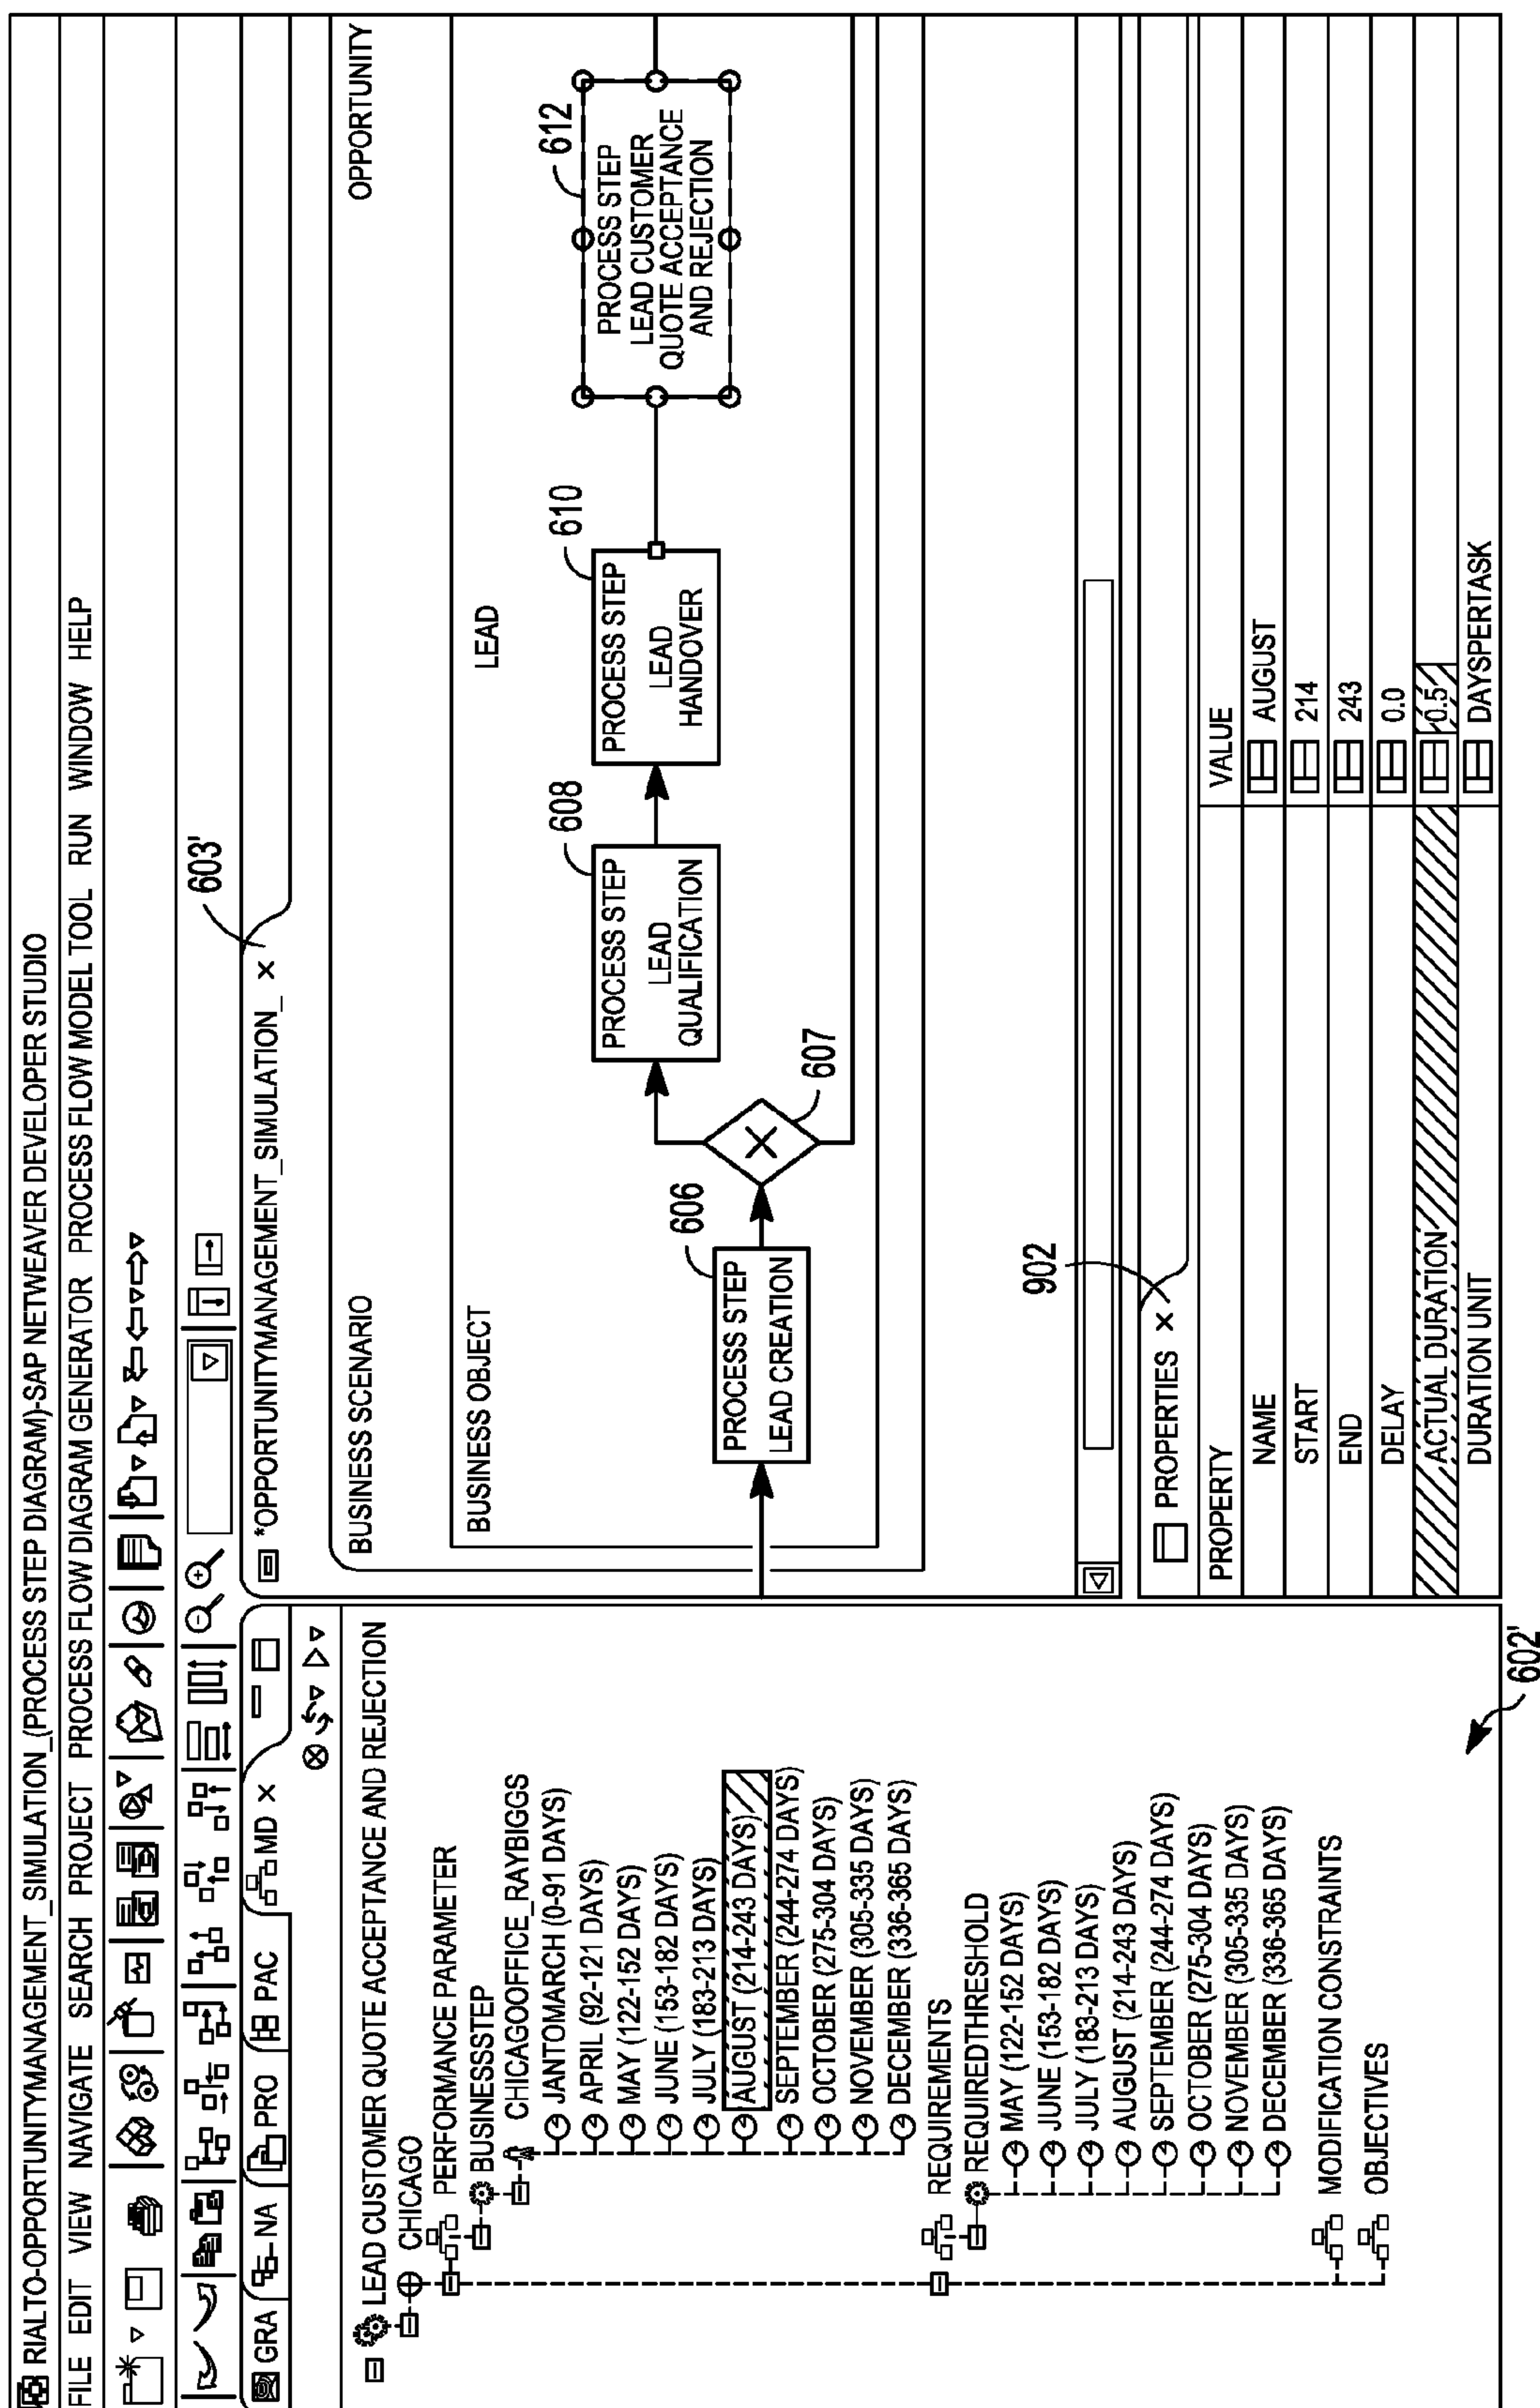 RIALTO-OPPORTUNITYMANAGEMENT_SIMULATION_(PROCESS STEP DIAGRAM)-SAP NETWEAVER DEVELOPER STUDIO
FILE EDIT VIEW NAVIGATE SEARCH PROJECT PROCESS FLOW DIAGRAM GENERATOR PROCESS FLOW MODEL TOOL RUN WINDOW HELP
GRA NA PRO PAC MD X
LEAD CUSTOMER QUOTE ACCEPTANCE AND REJECTION
CHICAGO
PERFORMANCE PARAMETER
BUSINESSSTEP
CHICAGOOFFICE_RAYBIGGS
JANTOMARCH (0-91 DAYS)
APRIL (92-121 DAYS)
MAY (122-152 DAYS)
JUNE (153-182 DAYS)
JULY (183-213 DAYS)
AUGUST (214-243 DAYS)
SEPTEMBER (244-274 DAYS)
OCTOBER (275-304 DAYS)
NOVEMBER (305-335 DAYS)
DECEMBER (336-365 DAYS)
REQUIREMENTS
REQUIREDTHRESHOLD
MAY (122-152 DAYS)
JUNE (153-182 DAYS)
JULY (183-213 DAYS)
AUGUST (214-243 DAYS)
SEPTEMBER (244-274 DAYS)
OCTOBER (275-304 DAYS)
NOVEMBER (305-335 DAYS)
DECEMBER (336-365 DAYS)
MODIFICATION CONSTRAINTS
OBJECTIVES
602'
*OPPORTUNITYMANAGEMENT_SIMULATION_ X
603'
BUSINESS SCENARIO
OPPORTUNITY
BUSINESS OBJECT
LEAD
606
PROCESS STEP
LEAD CREATION
607
608
PROCESS STEP
LEAD
QUALIFICATION
610
PROCESS STEP
LEAD
HANDOVER
612
PROCESS STEP
LEAD CUSTOMER
QUOTE ACCEPTANCE
AND REJECTION
902
PROPERTIES X
PROPERTY VALUE
NAME AUGUST
START 214
END 243
DELAY 0.0
ACTUAL DURATION 0.5
DURATION UNIT DAYSPERTASK